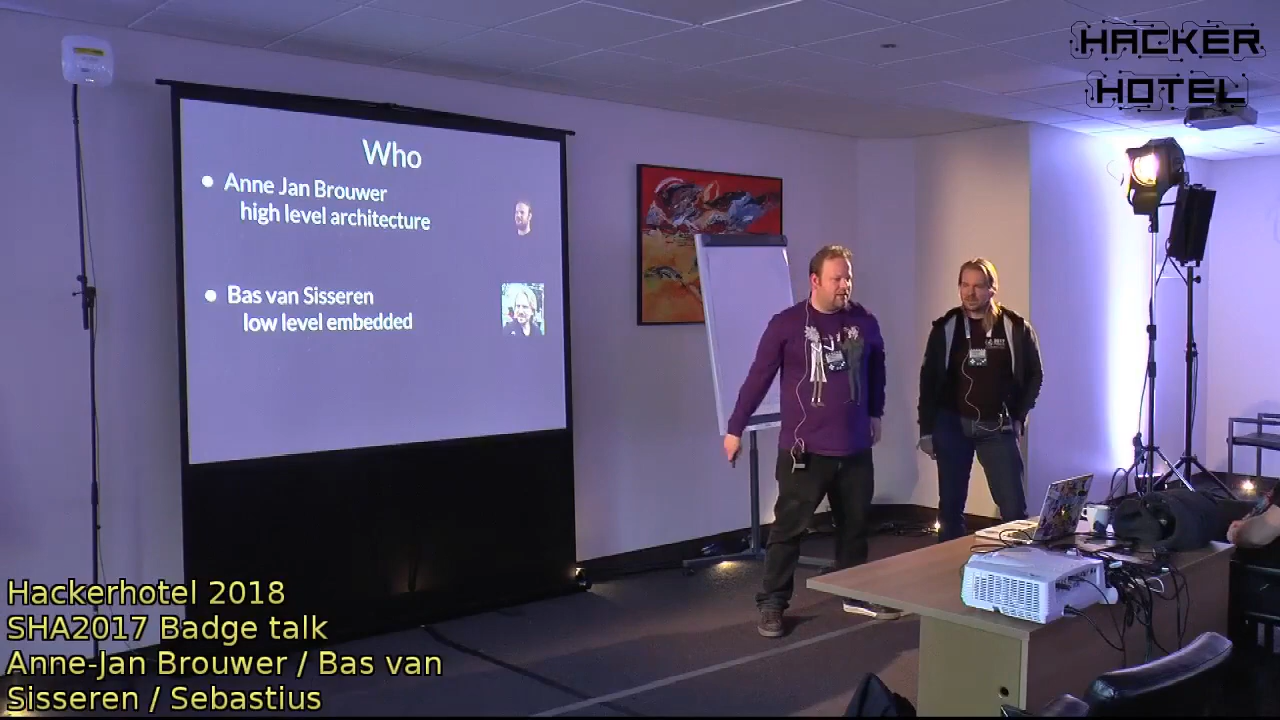 HACKER
HOTEL
Who
Anne Jan Brouwer
high level architecture
Bas van Sisseren
low level embedded
Hackerhotel 2018
SHA2017 Badge talk
Anne-Jan Brouwer / Bas van
Sisseren / Sebastius